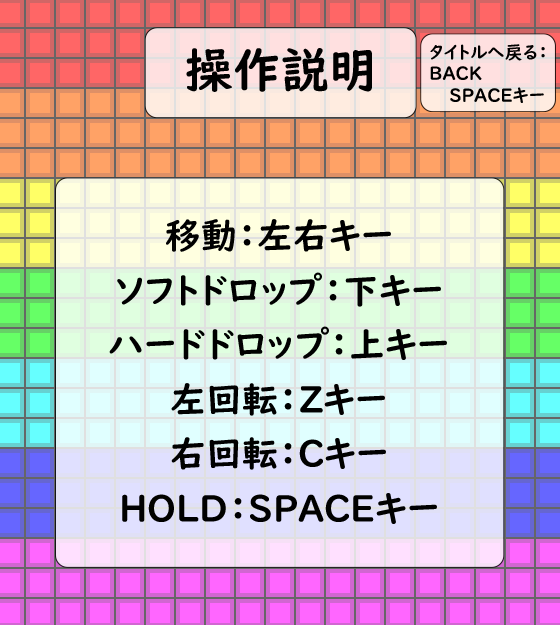 操作説明
タイトルへ戻る：
BACK
SPACEキー
移動：左右キー
ソフトドロップ：下キー
ハードドロップ：上キー
左回転：Zキー
右回転：Cキー
HOLD：SPACEキー